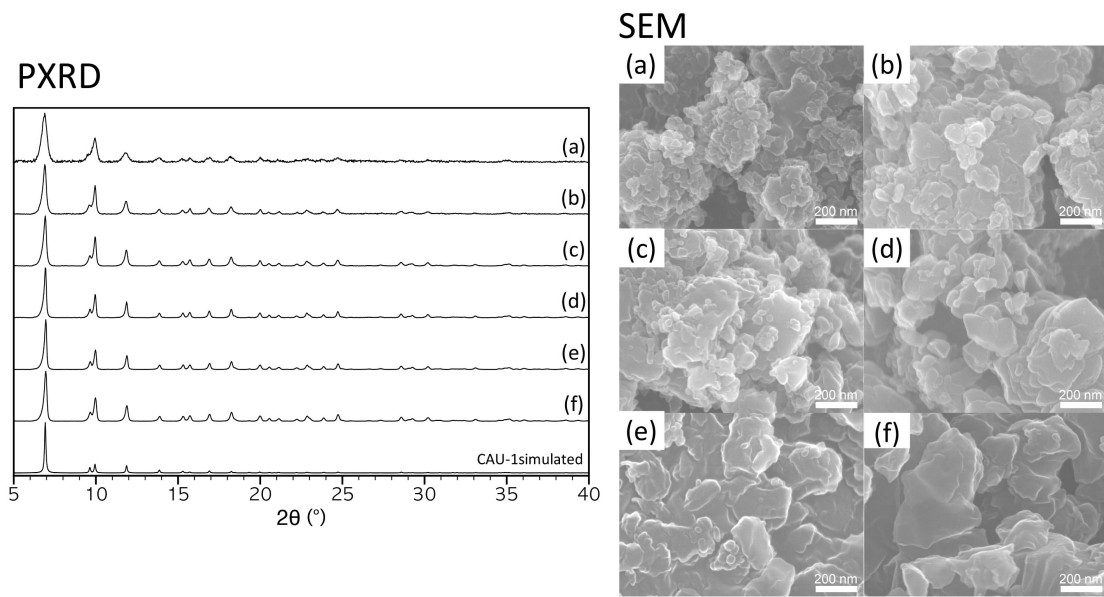 PXRD
(a)
(b)
(c)
(d)
(e)
(f)
CAU-1simulated
5 10 15 20 25 30 35 40
2θ (°)
SEM
(a) (b)
200 nm 200 nm
(c) (d)
200 nm 200 nm
(e) (f)
200 nm 200 nm